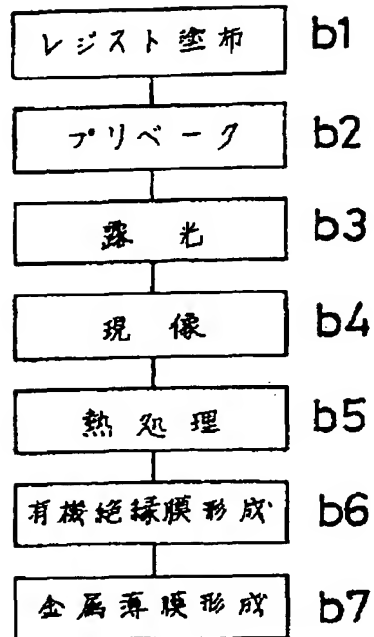 レジスト塗布 b1
プリベーク b2
露光 b3
現像 b4
熱処理 b5
有機絶縁膜形成 b6
金属薄膜形成 b7